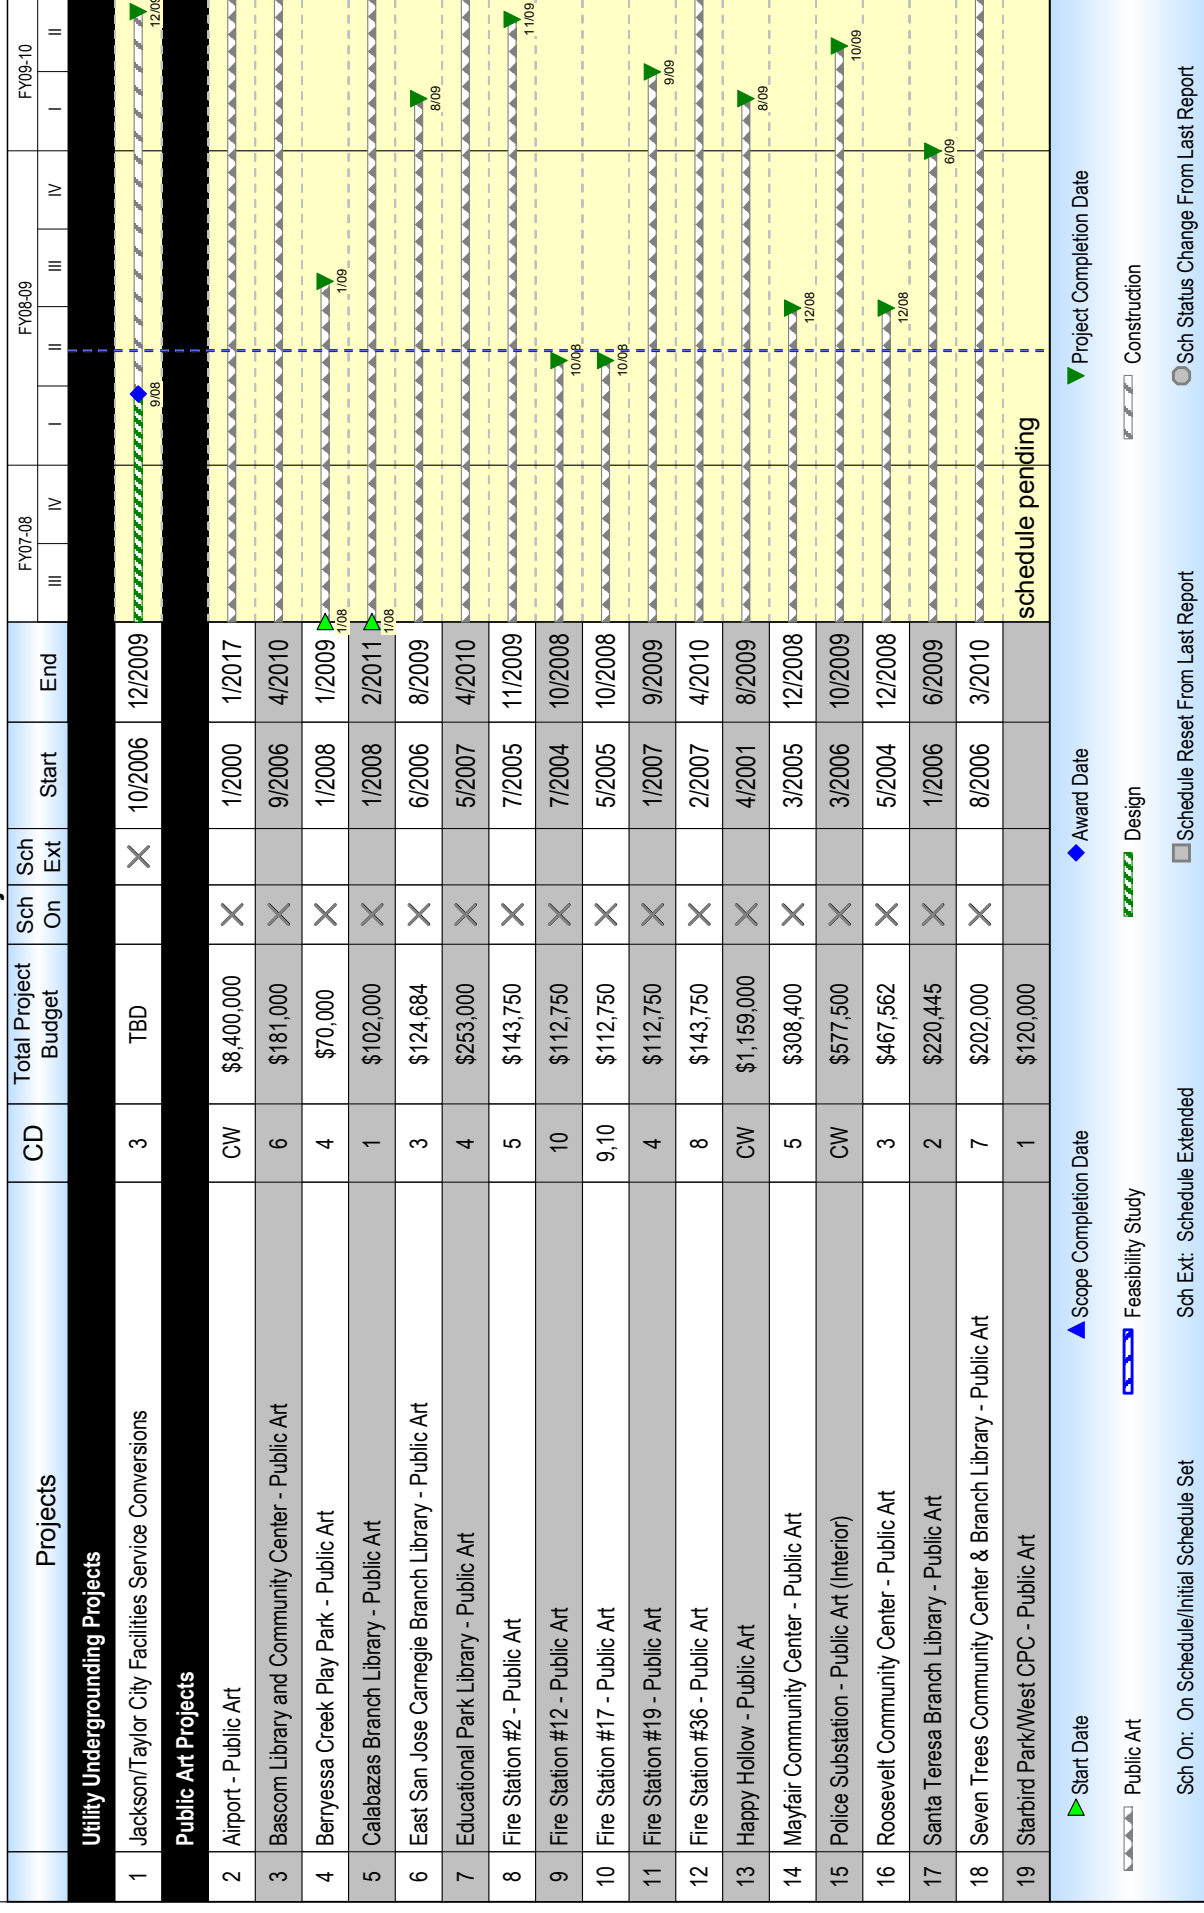 Projects CD Total Project Budget Sch On Sch Ext Start End FY07-08 FY08-09 FY09-10
III IV I II III IV I II
Utility Undergrounding Projects
1 Jackson/Taylor City Facilities Service Conversions 3 TBD 10/2006 12/2009 9/08 12/09
Public Art Projects
2 Airport - Public Art CW $8,400,000 1/2000 1/2017
3 Bascom Library and Community Center - Public Art 6 $181,000 9/2006 4/2010
4 Berryessa Creek Play Park - Public Art 4 $70,000 1/2008 1/2009 1/08 1/09
5 Calabazas Branch Library - Public Art 1 $102,000 1/2008 2/2011 1/08
6 East San Jose Carnegie Branch Library - Public Art 3 $124,684 6/2006 8/2009 8/09
7 Educational Park Library - Public Art 4 $253,000 5/2007 4/2010
8 Fire Station #2 - Public Art 5 $143,750 7/2005 11/2009 11/09
9 Fire Station #12 - Public Art 10 $112,750 7/2004 10/2008 10/08
10 Fire Station #17 - Public Art 9,10 $112,750 5/2005 10/2008 10/08
11 Fire Station #19 - Public Art 4 $112,750 1/2007 9/2009 9/09
12 Fire Station #36 - Public Art 8 $143,750 2/2007 4/2010
13 Happy Hollow - Public Art CW $1,159,000 4/2001 8/2009 8/09
14 Mayfair Community Center - Public Art 5 $308,400 3/2005 12/2008 12/08
15 Police Substation - Public Art (Interior) CW $577,500 3/2006 10/2009 10/09
16 Roosevelt Community Center - Public Art 3 $467,562 5/2004 12/2008 12/08
17 Santa Teresa Branch Library - Public Art 2 $220,445 1/2006 6/2009 6/09
18 Seven Trees Community Center & Branch Library - Public Art 7 $202,000 8/2006 3/2010
19 Starbird Park/West CPC - Public Art 1 $120,000 schedule pending
Start Date Scope Completion Date Award Date Project Completion Date
Public Art Feasibility Study Design Construction
Sch On: On Schedule/Initial Schedule Set Sch Ext: Schedule Extended Schedule Reset From Last Report Sch Status Change From Last Report